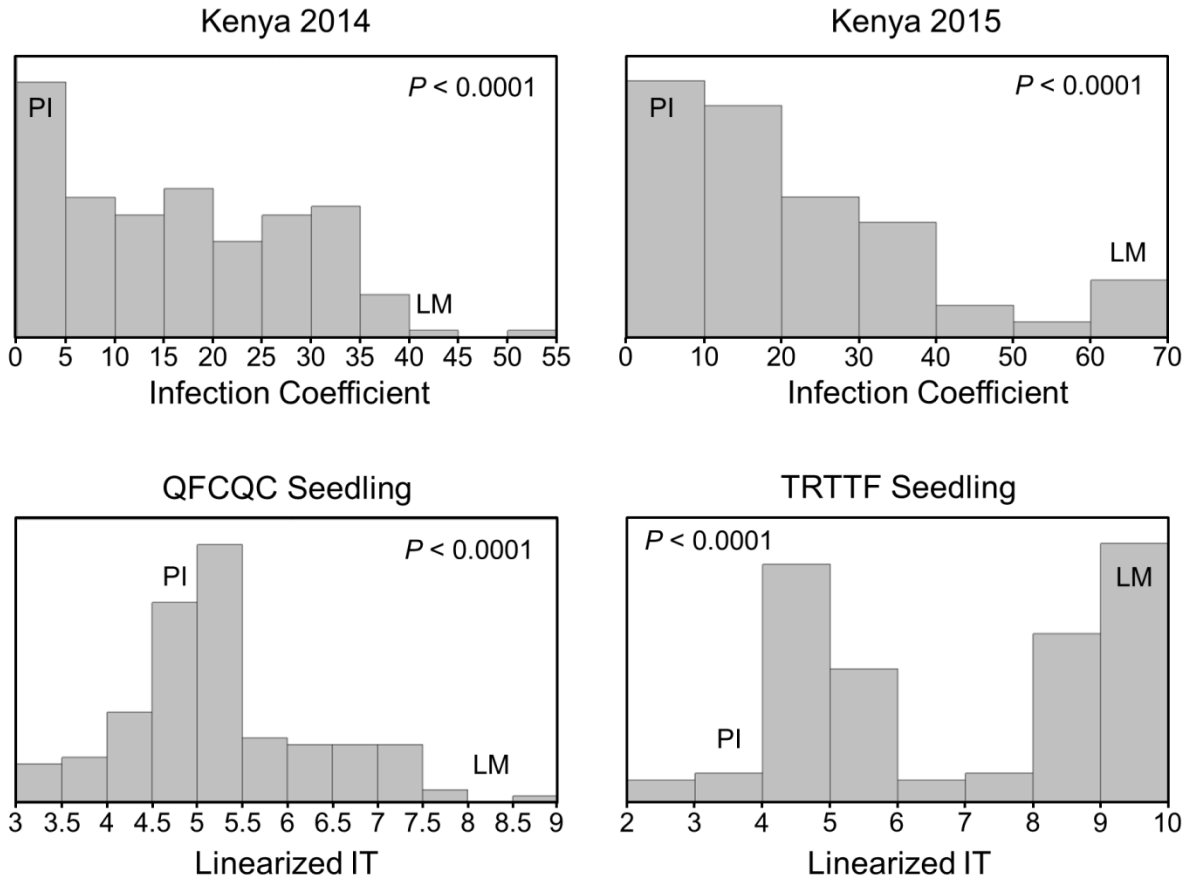 Kenya 2014
PI
P < 0.0001
LM
0 5 10 15 20 25 30 35 40 45 50 55
Infection Coefficient
Kenya 2015
PI
P < 0.0001
LM
0 10 20 30 40 50 60 70
Infection Coefficient
QFCQC Seedling
P < 0.0001
PI
LM
3 3.5 4 4.5 5 5.5 6 6.5 7 7.5 8 8.5 9
Linearized IT
TRTTF Seedling
P < 0.0001
LM
PI
2 3 4 5 6 7 8 9 10
Linearized IT